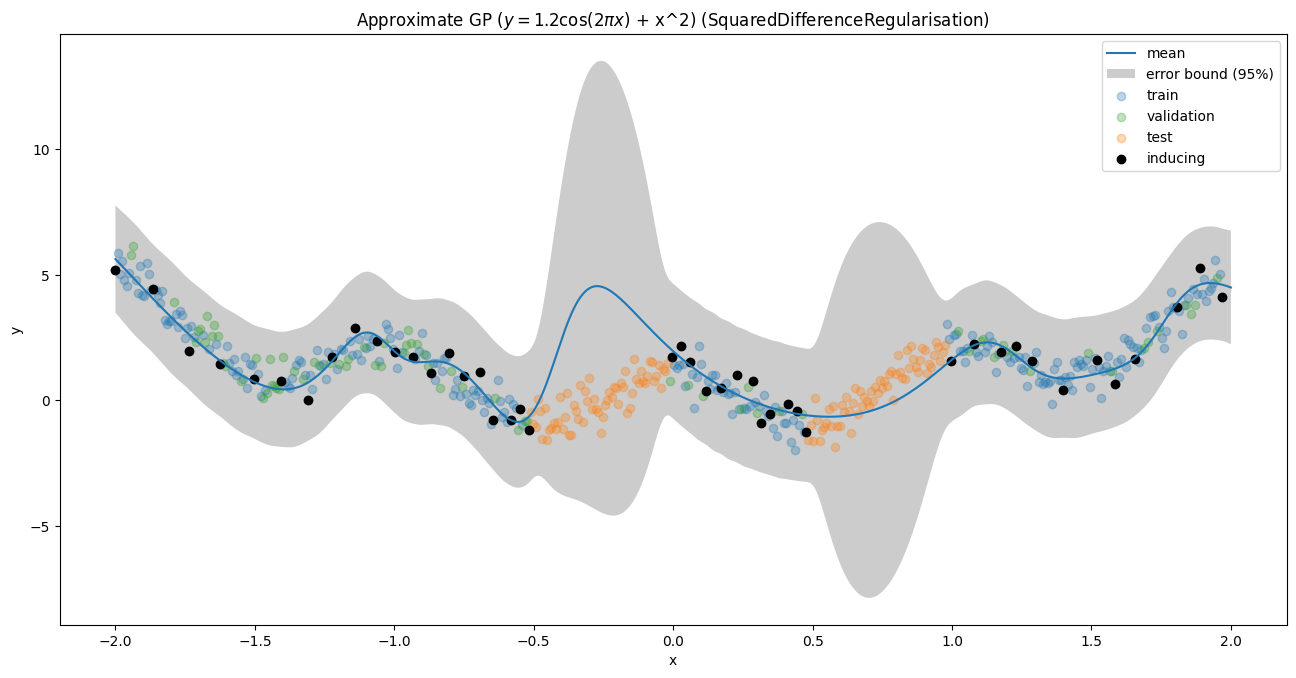 Approximate GP (y = 1.2cos(2πx) + x^2) (SquaredDifferenceRegularisation)
mean
error bound (95%)
train
validation
test
inducing
10
5
0
−5
y
−2.0 −1.5 −1.0 −0.5 0.0 0.5 1.0 1.5 2.0
x